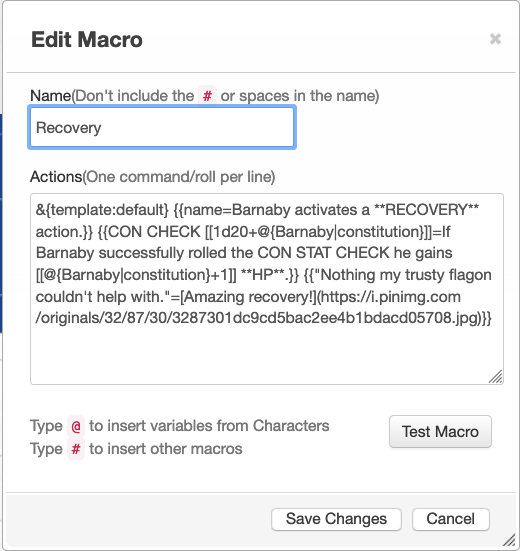 Edit Macro
×
Name(Don't include the # or spaces in the name)
Recovery
Actions(One command/roll per line)
&{template:default} {{name=Barnaby activates a **RECOVERY**
action.}} {{CON CHECK [[1d20+@{Barnaby|constitution}]]=If
Barnaby successfully rolled the CON STAT CHECK he gains
[[@{Barnaby|constitution}+1]] **HP**.}} {{"Nothing my trusty flagon
couldn't help with."=[Amazing recovery!](https://i.pinimg.com
/originals/32/87/30/3287301dc9cd5bac2ee4b1bdacd05708.jpg)}}
Type @ to insert variables from Characters
Type # to insert other macros
Test Macro
Save Changes
Cancel